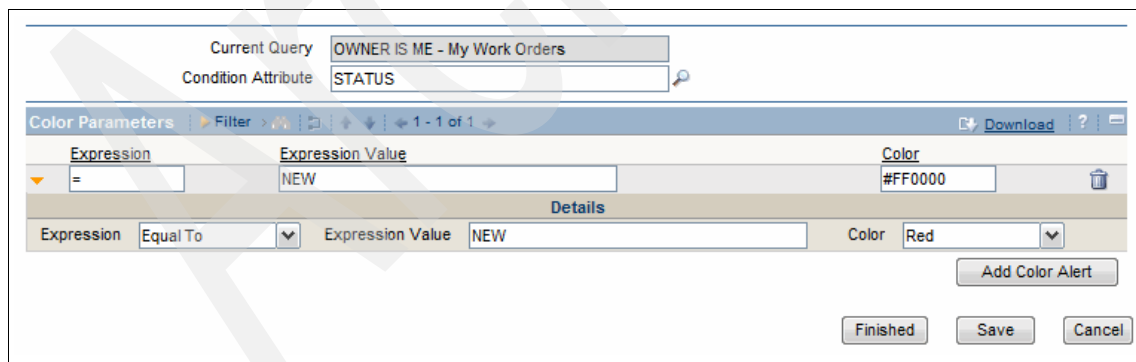 Current Query OWNER IS ME - My Work Orders
Condition Attribute STATUS
Color Parameters Filter 1 - 1 of 1 Download ?
Expression Expression Value Color
= NEW #FF0000
Details
Expression Equal To Expression Value NEW Color Red
Add Color Alert
Finished Save Cancel